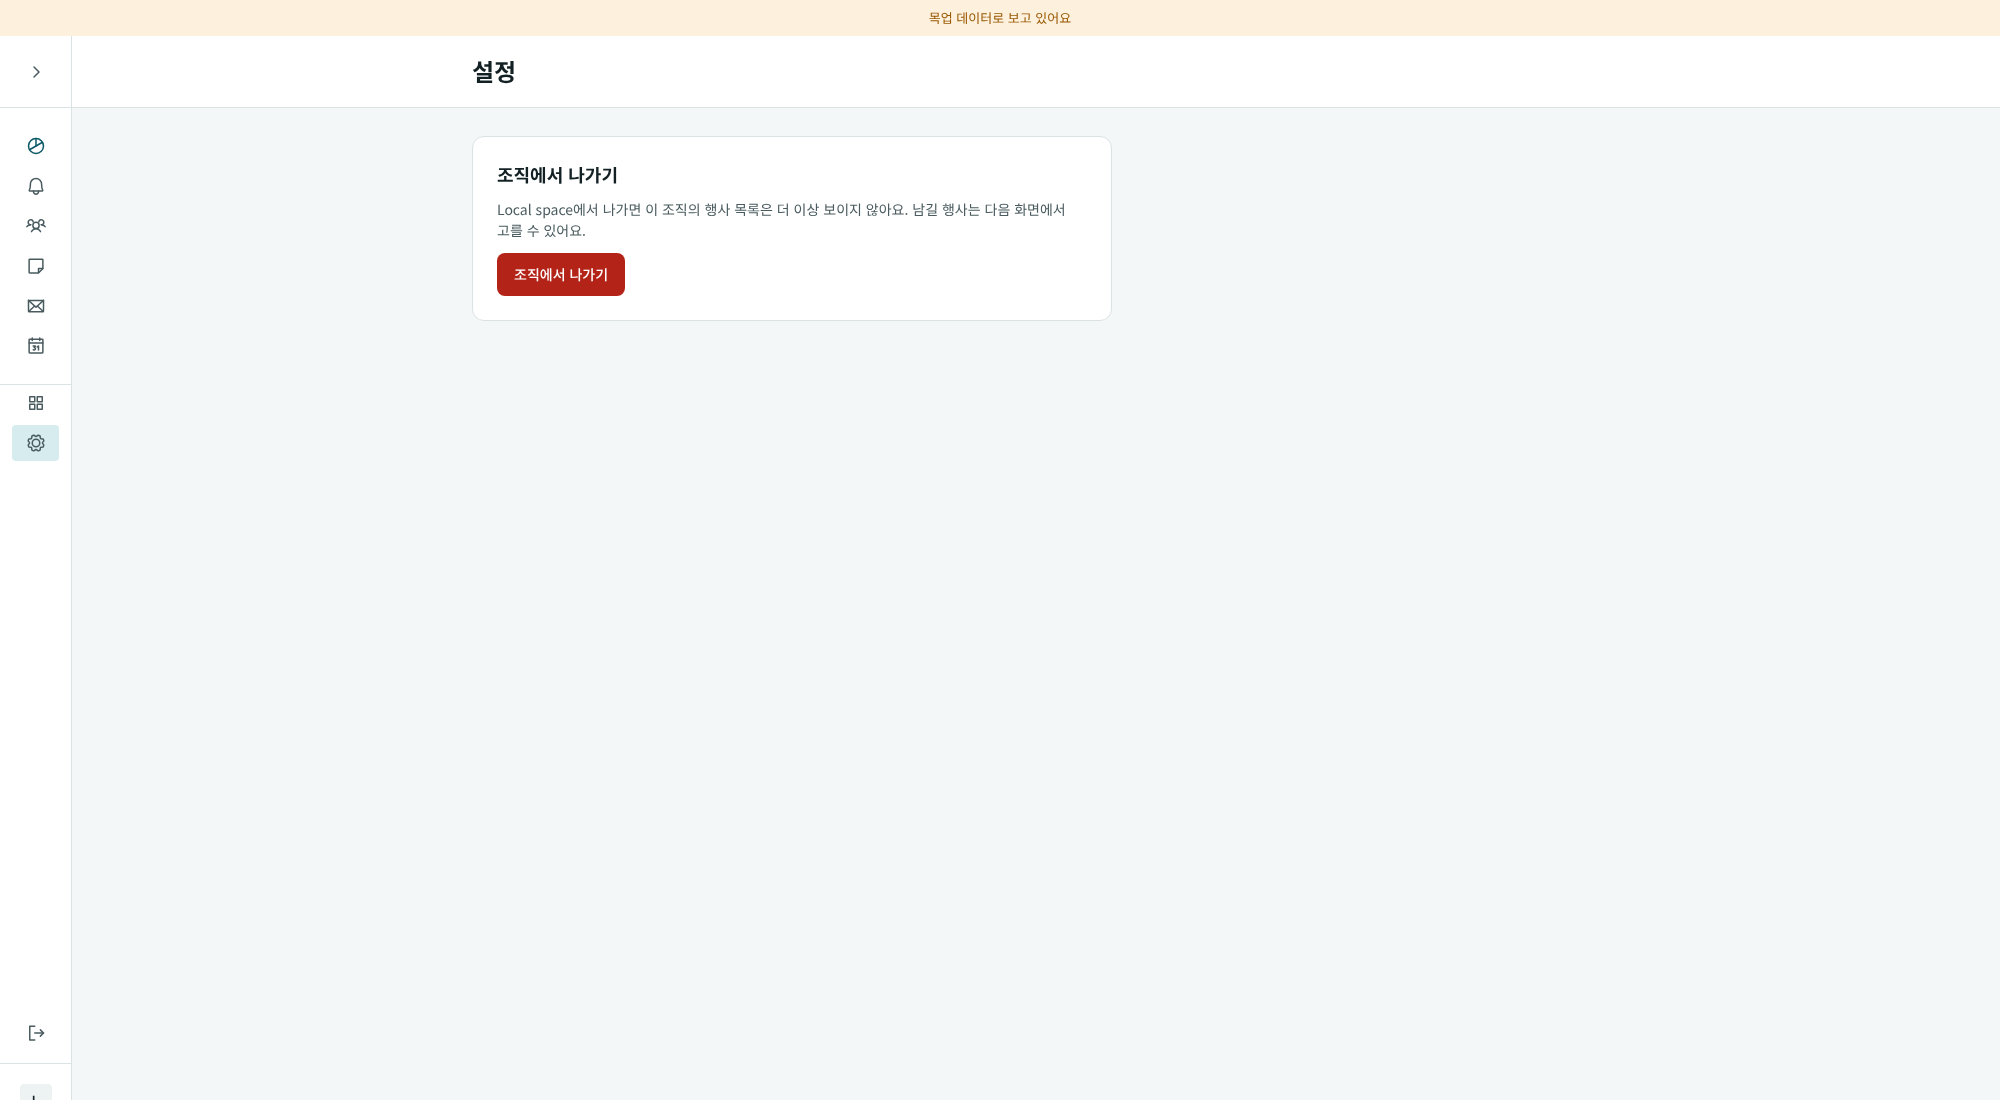 목업 데이터로 보고 있어요
설정
조직에서 나가기
Local space에서 나가면 이 조직의 행사 목록은 더 이상 보이지 않아요. 남길 행사는 다음 화면에서
고를 수 있어요.
조직에서 나가기
31